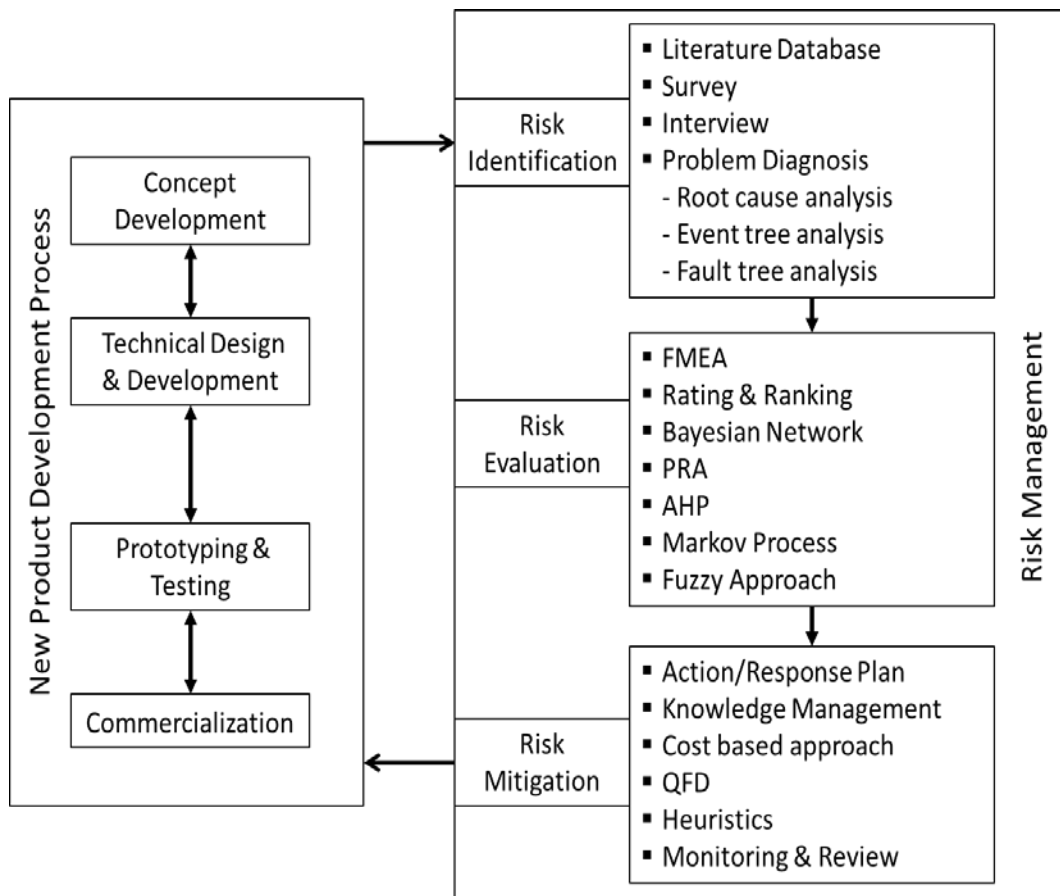 New Product Development Process
Concept
Development
Technical Design
& Development
Prototyping &
Testing
Commercialization
Risk Management
Risk
Identification
▪ Literature Database
▪ Survey
▪ Interview
▪ Problem Diagnosis
- Root cause analysis
- Event tree analysis
- Fault tree analysis
Risk
Evaluation
▪ FMEA
▪ Rating & Ranking
▪ Bayesian Network
▪ PRA
▪ AHP
▪ Markov Process
▪ Fuzzy Approach
Risk
Mitigation
▪ Action/Response Plan
▪ Knowledge Management
▪ Cost based approach
▪ QFD
▪ Heuristics
▪ Monitoring & Review